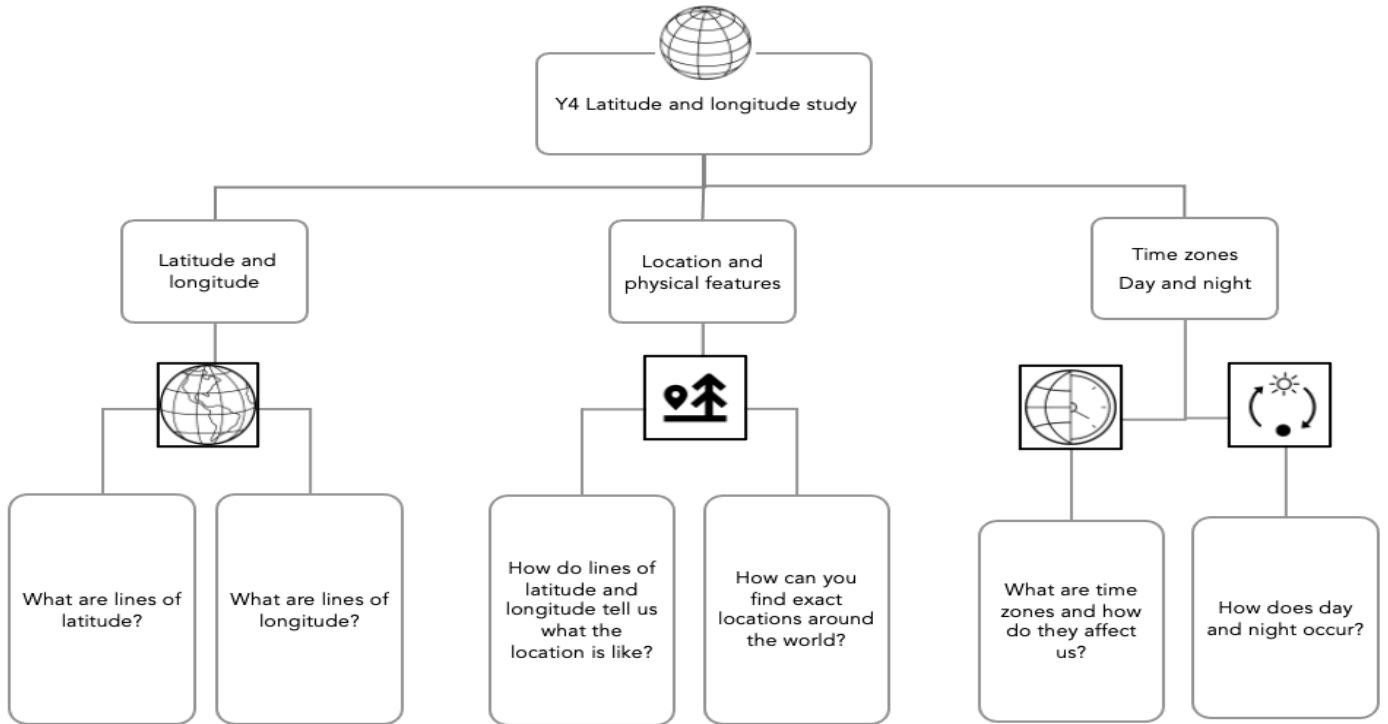 Y4 Latitude and longitude study
Latitude and
longitude
Location and
physical features
Time zones
Day and night
What are lines of
latitude?
What are lines of
longitude?
How do lines of
latitude and
longitude tell us
what the
location is like?
How can you
find exact
locations around
the world?
What are time
zones and how
do they affect
us?
How does day
and night occur?